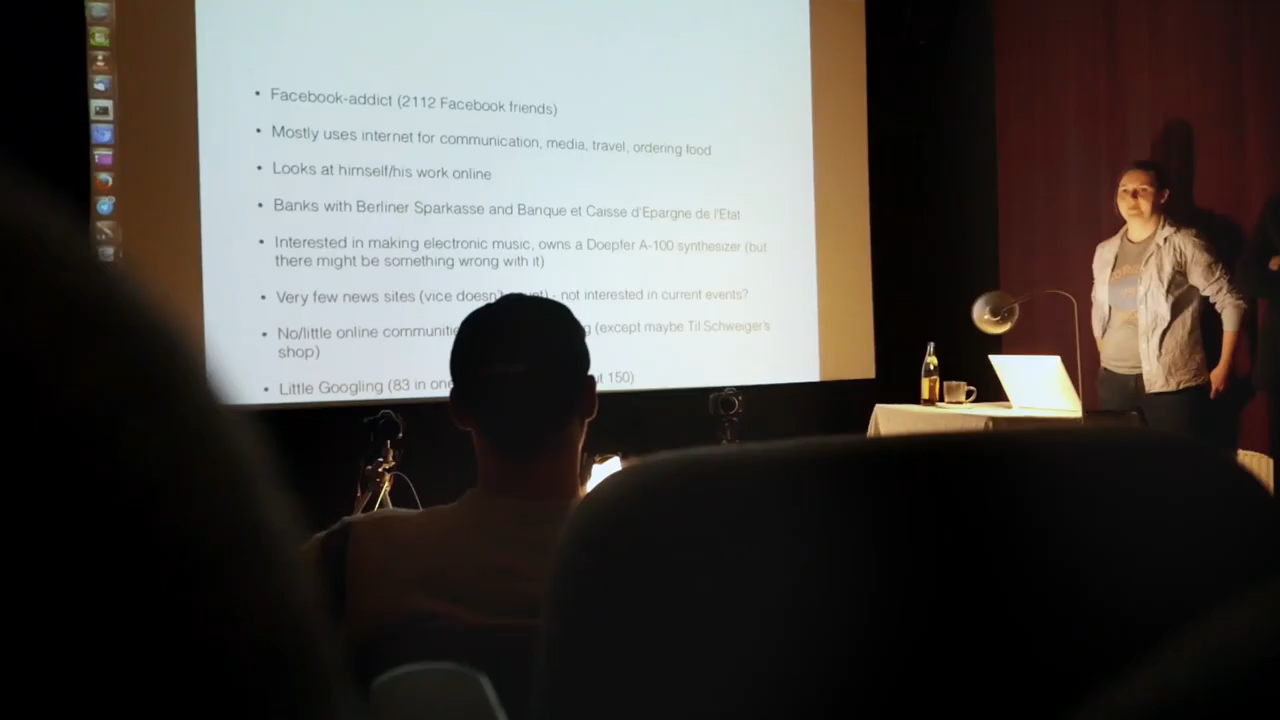 • Facebook-addict (2112 Facebook friends)
• Mostly uses internet for communication, media, travel, ordering food
• Looks at himself/his work online
• Banks with Berliner Sparkasse and Banque et Caisse d'Epargne de l'Etat
• Interested in making electronic music, owns a Doepfer A-100 synthesizer (but
there might be something wrong with it)
• Very few news sites (vice doesn't - not interested in current events?
• No/little online (except maybe Til Schweiger's
shop)
• Little Googling (83 in one 150)